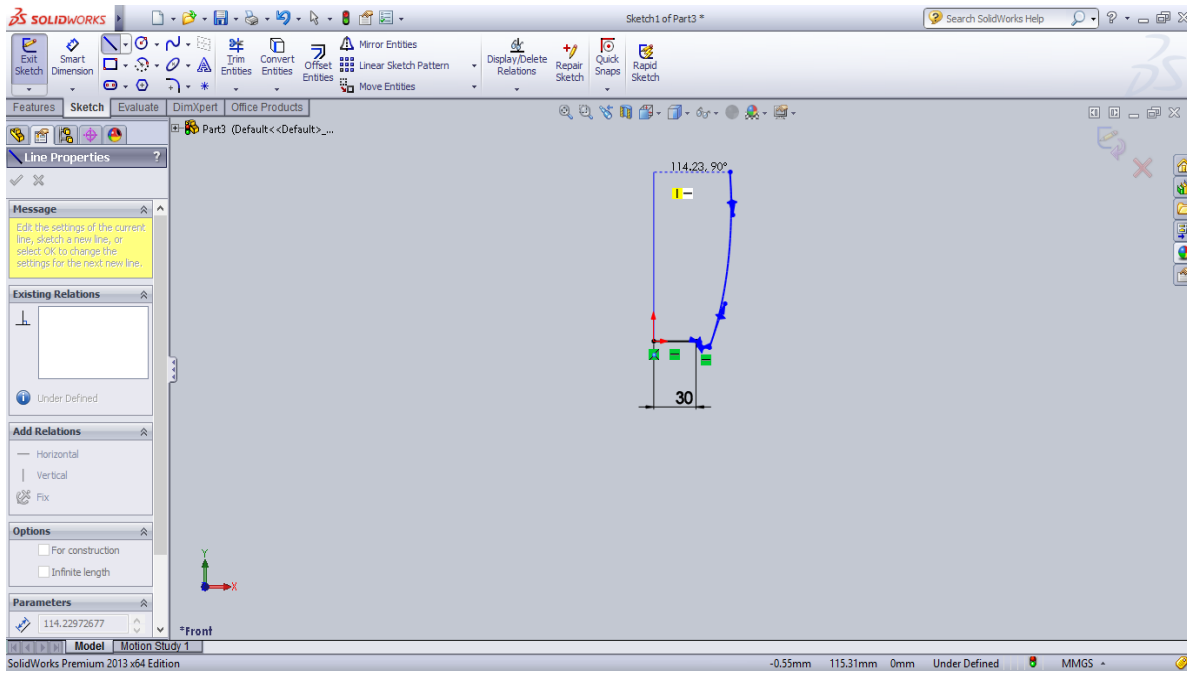 SOLIDWORKS
Sketch1 of Part3 *
Search SolidWorks Help
Exit Sketch
Smart Dimension
Trim Entities
Convert Entities
Offset Entities
Mirror Entities
Linear Sketch Pattern
Move Entities
Display/Delete Relations
Repair Sketch
Quick Snaps
Rapid Sketch
Features Sketch Evaluate DimXpert Office Products
Part3 (Default<<Default>_...
Line Properties ?
Message
Edit the settings of the current
line, sketch a new line, or
select OK to change the
settings for the next new line.
Existing Relations
Under Defined
Add Relations
Horizontal
Vertical
Fix
Options
For construction
Infinite length
Parameters
114.22972677
114.23, 90°
30
Y
X
*Front
Model Motion Study 1
SolidWorks Premium 2013 x64 Edition
-0.55mm 115.31mm 0mm Under Defined MMGS